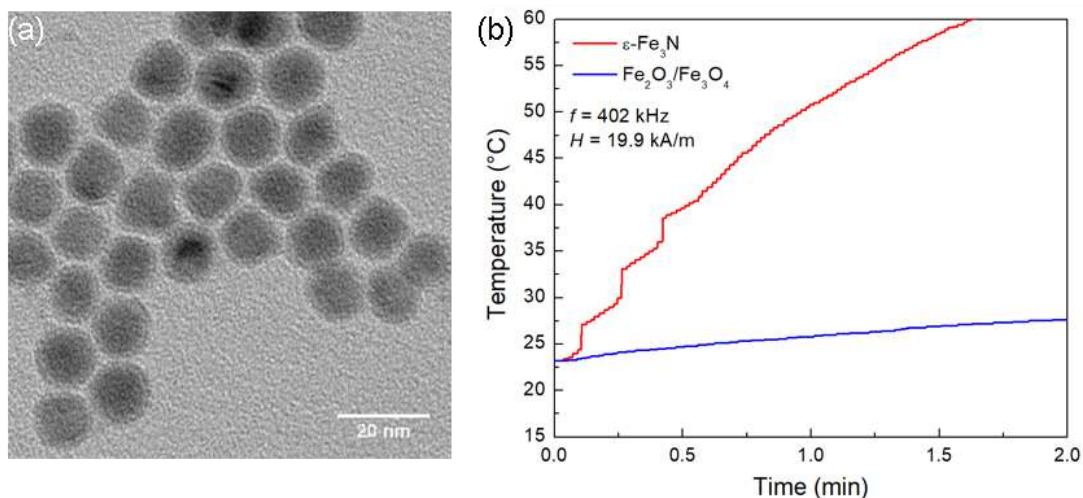 (a)
20 nm
(b)
ε-Fe₃N
Fe₂O₃/Fe₃O₄
f = 402 kHz
H = 19.9 kA/m
Temperature (°C)
60
55
50
45
40
35
30
25
20
15
0.0 0.5 1.0 1.5 2.0
Time (min)